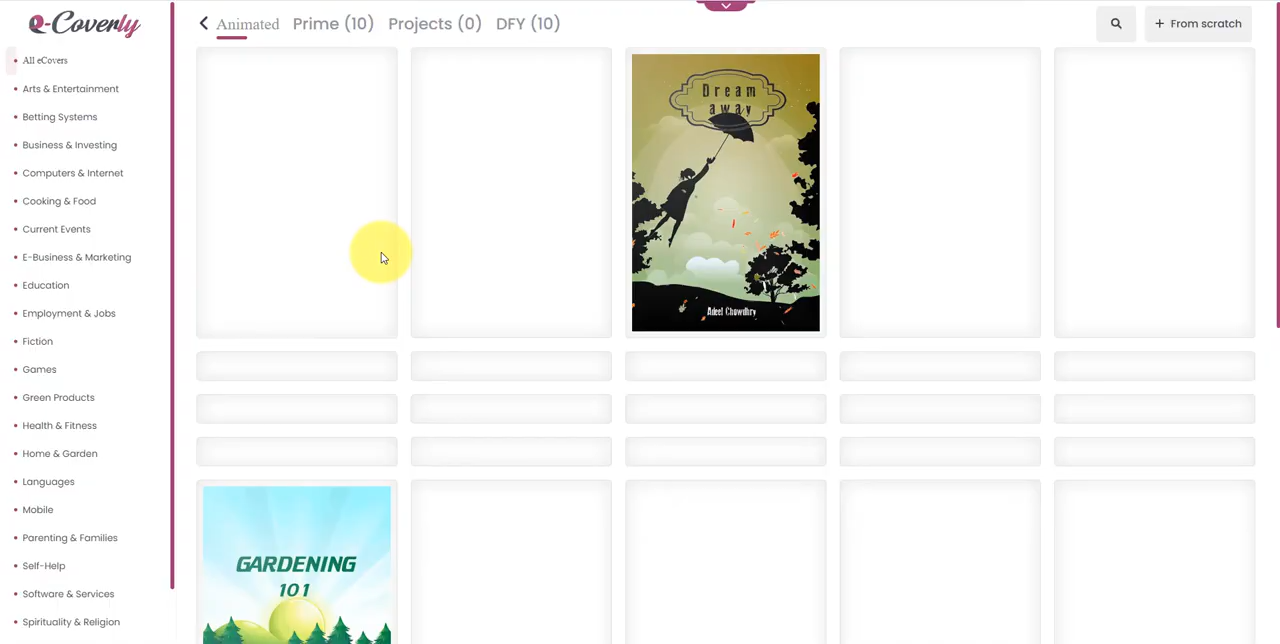 e-Coverly
Animated Prime (10) Projects (0) DFY (10)
+ From scratch
All eCovers
Arts & Entertainment
Betting Systems
Business & Investing
Computers & Internet
Cooking & Food
Current Events
E-Business & Marketing
Education
Employment & Jobs
Fiction
Games
Green Products
Health & Fitness
Home & Garden
Languages
Mobile
Parenting & Families
Self-Help
Software & Services
Spirituality & Religion
Dream
away
Adeel Chowdhry
GARDENING
101